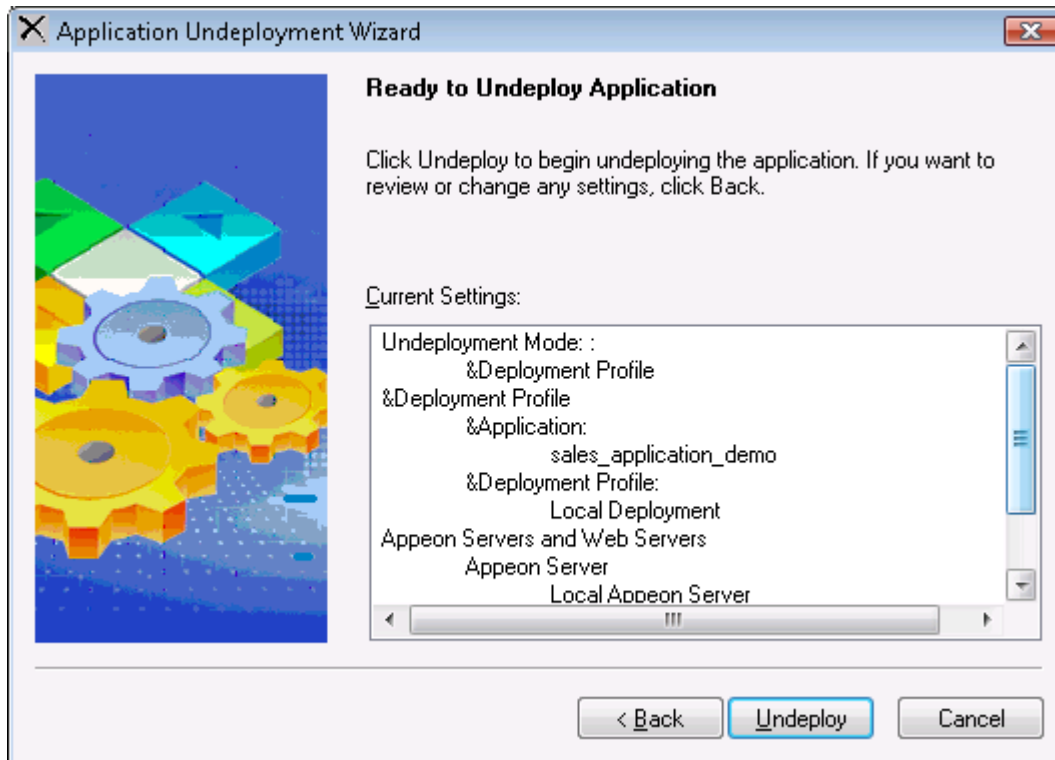 Application Undeployment Wizard
Ready to Undeploy Application
Click Undeploy to begin undeploying the application. If you want to
review or change any settings, click Back.
Current Settings:
Undeployment Mode: :
&Deployment Profile
&Deployment Profile
&Application:
sales_application_demo
&Deployment Profile:
Local Deployment
Appeon Servers and Web Servers
Appeon Server
Local Appeon Server
< Back
Undeploy
Cancel